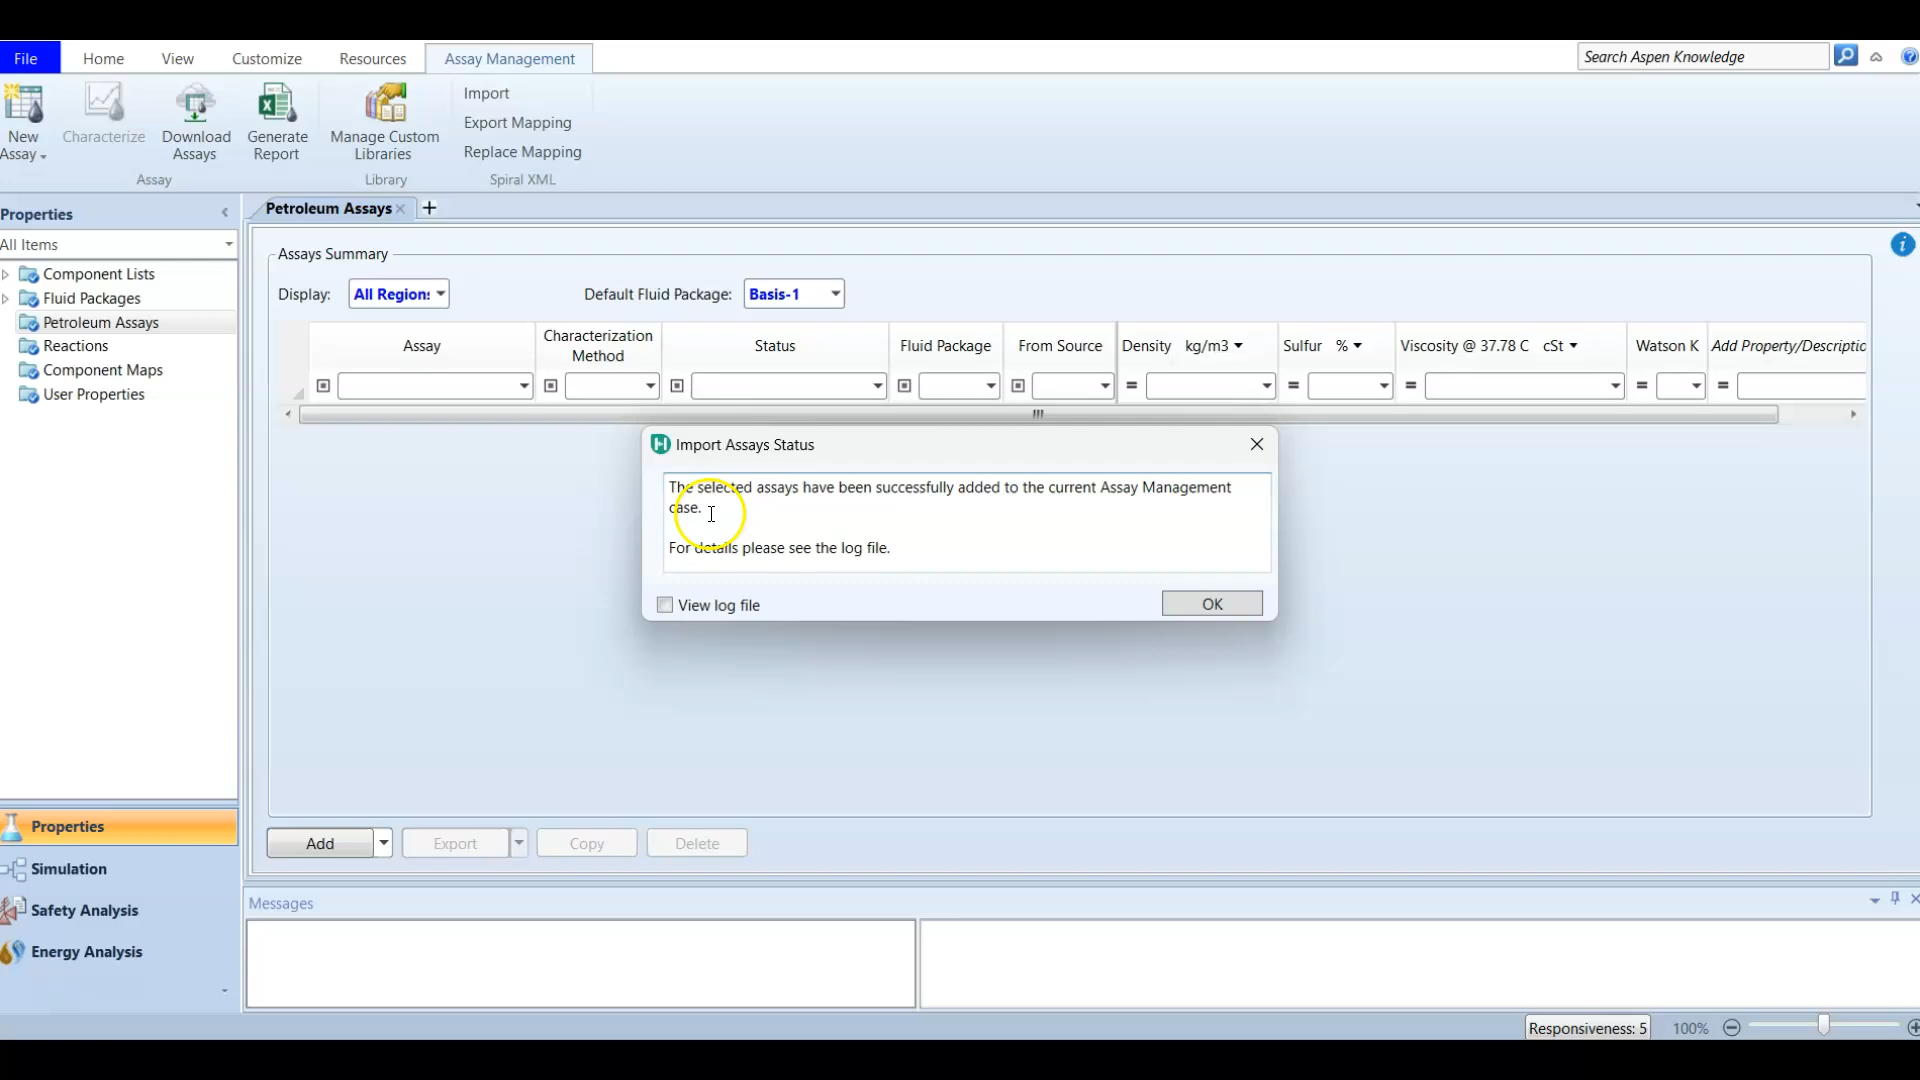 File Home View Customize Resources Assay Management Search Aspen Knowledge
New Assay
Characterize
Download Assays
Generate Report
Manage Custom Libraries
Import
Export Mapping
Replace Mapping
Assay Library Spiral XML
Properties
All Items
Component Lists
Fluid Packages
Petroleum Assays
Reactions
Component Maps
User Properties
Properties
Simulation
Safety Analysis
Energy Analysis
Petroleum Assays
Assays Summary
Display: All Region: Default Fluid Package: Basis-1
Assay Characterization Method Status Fluid Package From Source Density kg/m3 Sulfur % Viscosity @ 37.78 C cSt Watson K Add Property/Descriptio
Import Assays Status
The selected assays have been successfully added to the current Assay Management
case.
For details please see the log file.
View log file OK
Add Export Copy Delete
Messages
Responsiveness: 5 100%